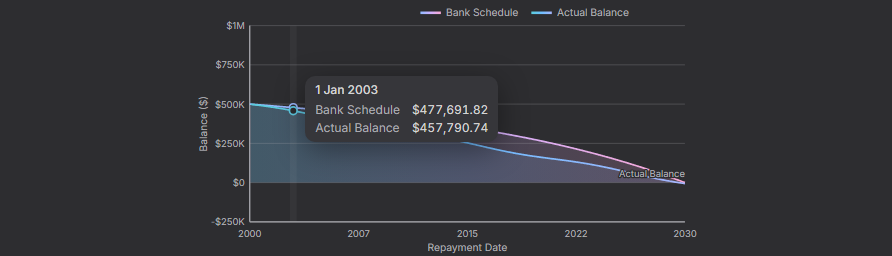 Bank Schedule Actual Balance
$1M
$750K
$500K
$250K
$0
-$250K
Balance ($)
1 Jan 2003
Bank Schedule $477,691.82
Actual Balance $457,790.74
Actual Balance
2000 2007 2015 2022 2030
Repayment Date